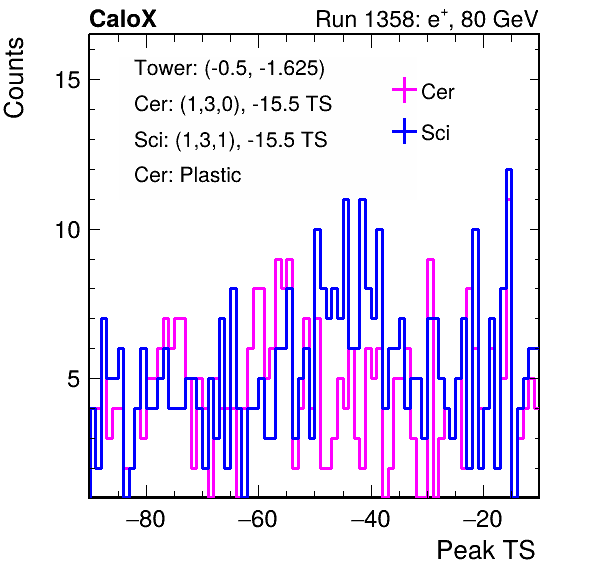 CaloX Run 1358: e⁺, 80 GeV
Counts
Tower: (-0.5, -1.625)
Cer: (1,3,0), -15.5 TS
Sci: (1,3,1), -15.5 TS
Cer: Plastic
Cer
Sci
15
10
5
−80 −60 −40 −20
Peak TS